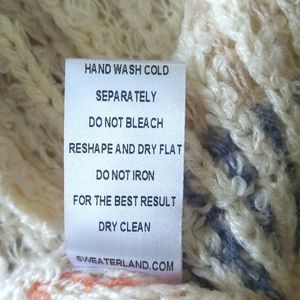 HAND WASH COLD
SEPARATELY
DO NOT BLEACH
RESHAPE AND DRY FLAT
DO NOT IRON
FOR THE BEST RESULT
DRY CLEAN
SWEATERLAND.COM